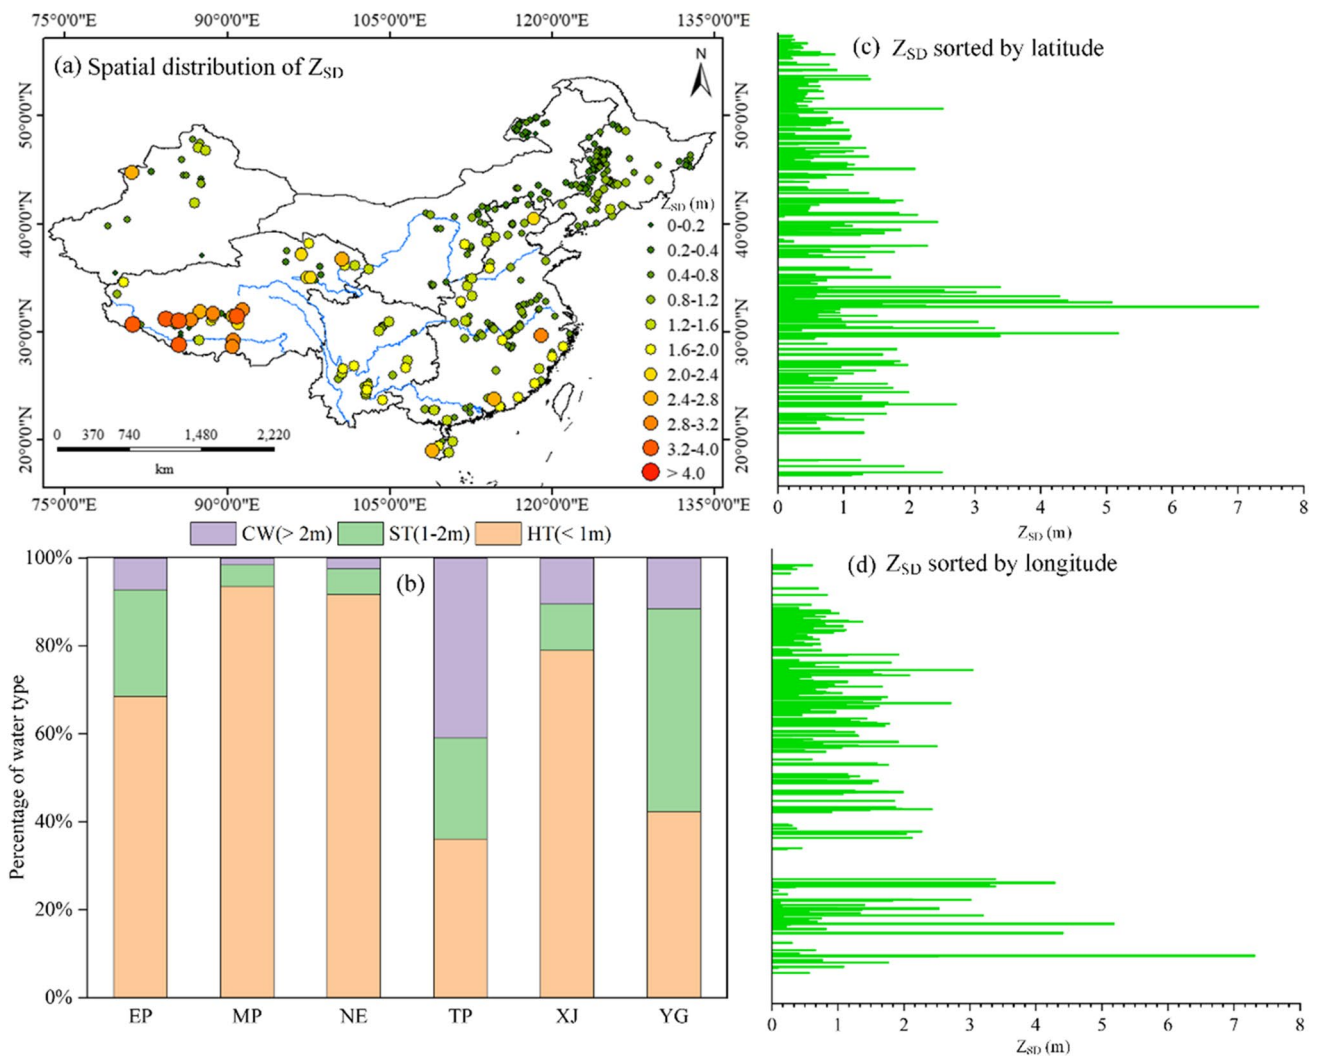 75°0'0"E 90°0'0"E 105°0'0"E 120°0'0"E 135°0'0"E
(a) Spatial distribution of Z_SD
N
50°0'0"N
40°0'0"N
30°0'0"N
20°0'0"N
50°0'0"N
40°0'0"N
30°0'0"N
20°0'0"N
Z_SD (m)
0-0.2
0.2-0.4
0.4-0.8
0.8-1.2
1.2-1.6
1.6-2.0
2.0-2.4
2.4-2.8
2.8-3.2
3.2-4.0
> 4.0
0 370 740 1,480 2,220
km
75°0'0"E 90°0'0"E 105°0'0"E 120°0'0"E 135°0'0"E
(c) Z_SD sorted by latitude
0 1 2 3 4 5 6 7 8
Z_SD (m)
CW(> 2m) ST(1-2m) HT(< 1m)
(b)
Percentage of water type
100%
80%
60%
40%
20%
0%
EP MP NE TP XJ YG
(d) Z_SD sorted by longitude
0 1 2 3 4 5 6 7 8
Z_SD (m)